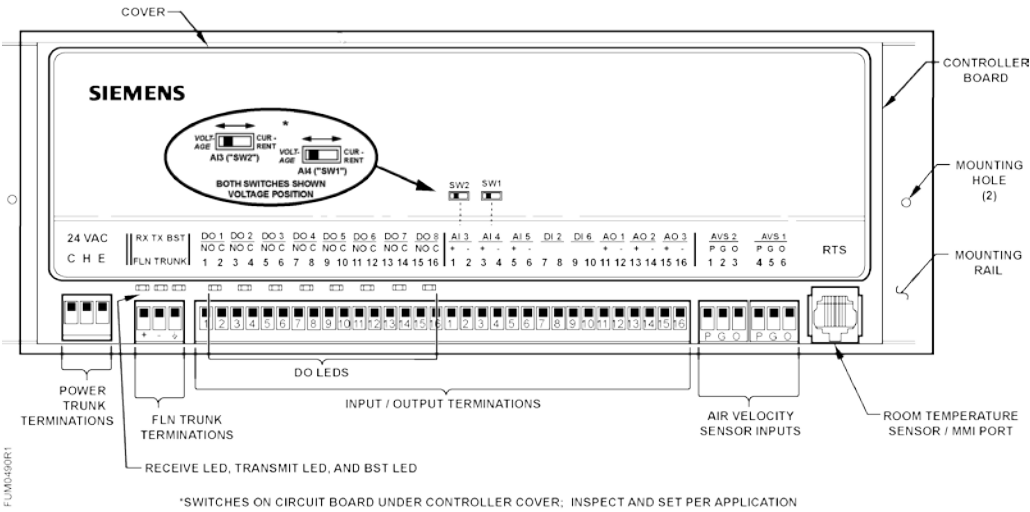 COVER
CONTROLLER
BOARD
SIEMENS
*
VOLT-
AGE
CUR-
RENT
AI3 ("SW2")
VOLT-
AGE
CUR-
RENT
AI4 ("SW1")
BOTH SWITCHES SHOWN
VOLTAGE POSITION
SW2 SW1
MOUNTING
HOLE
(2)
24 VAC
C H E
RX TX BST
FLN TRUNK
DO 1 DO 2 DO 3 DO 4 DO 5 DO 6 DO 7 DO 8 AI 3 AI 4 AI 5 DI 2 DI 6 AO 1 AO 2 AO 3 AVS 2 AVS 1
NO C NO C NO C NO C NO C NO C NO C NO C + - + - + - + - + - + - P G O P G O
1 2 3 4 5 6 7 8 9 10 11 12 13 14 15 16 1 2 3 4 5 6 7 8 9 10 11 12 13 14 15 16 1 2 3 4 5 6
RTS
MOUNTING
RAIL
1 2 3 4 5 6 7 8 9 10 11 12 13 14 15 16 1 2 3 4 5 6 7 8 9 10 11 12 13 14 15 16
+ -
P G O P G O
DO LEDS
POWER
TRUNK
TERMINATIONS
FLN TRUNK
TERMINATIONS
INPUT / OUTPUT TERMINATIONS
AIR VELOCITY
SENSOR INPUTS
ROOM TEMPERATURE
SENSOR / MMI PORT
RECEIVE LED, TRANSMIT LED, AND BST LED
FUM0490R1
*SWITCHES ON CIRCUIT BOARD UNDER CONTROLLER COVER; INSPECT AND SET PER APPLICATION